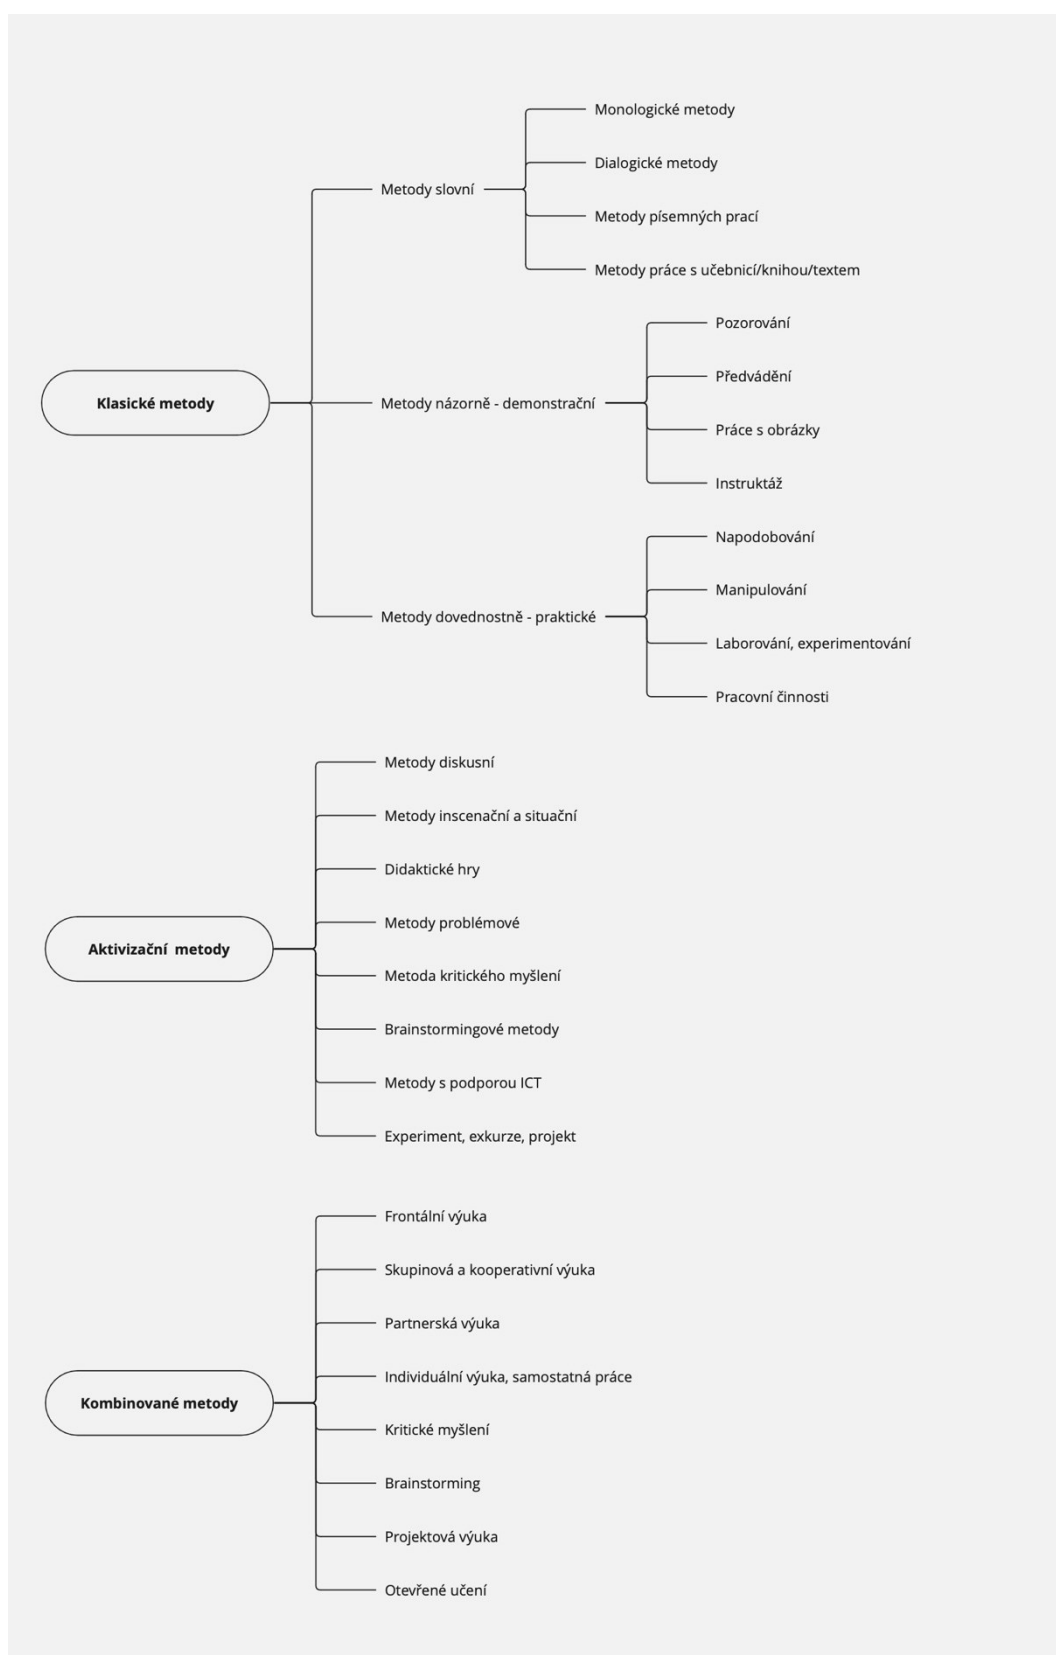 Klasické metody
Metody slovní
Monologické metody
Dialogické metody
Metody písemných prací
Metody práce s učebnicí/knihou/textem
Metody názorně - demonstrační
Pozorování
Předvádění
Práce s obrázky
Instruktáž
Metody dovednostně - praktické
Napodobování
Manipulování
Laborování, experimentování
Pracovní činnosti
Aktivizační  metody
Metody diskusní
Metody inscenační a situační
Didaktické hry
Metody problémové
Metoda kritického myšlení
Brainstormingové metody
Metody s podporou ICT
Experiment, exkurze, projekt
Kombinované metody
Frontální výuka
Skupinová a kooperativní výuka
Partnerská výuka
Individuální výuka, samostatná práce
Kritické myšlení
Brainstorming
Projektová výuka
Otevřené učení